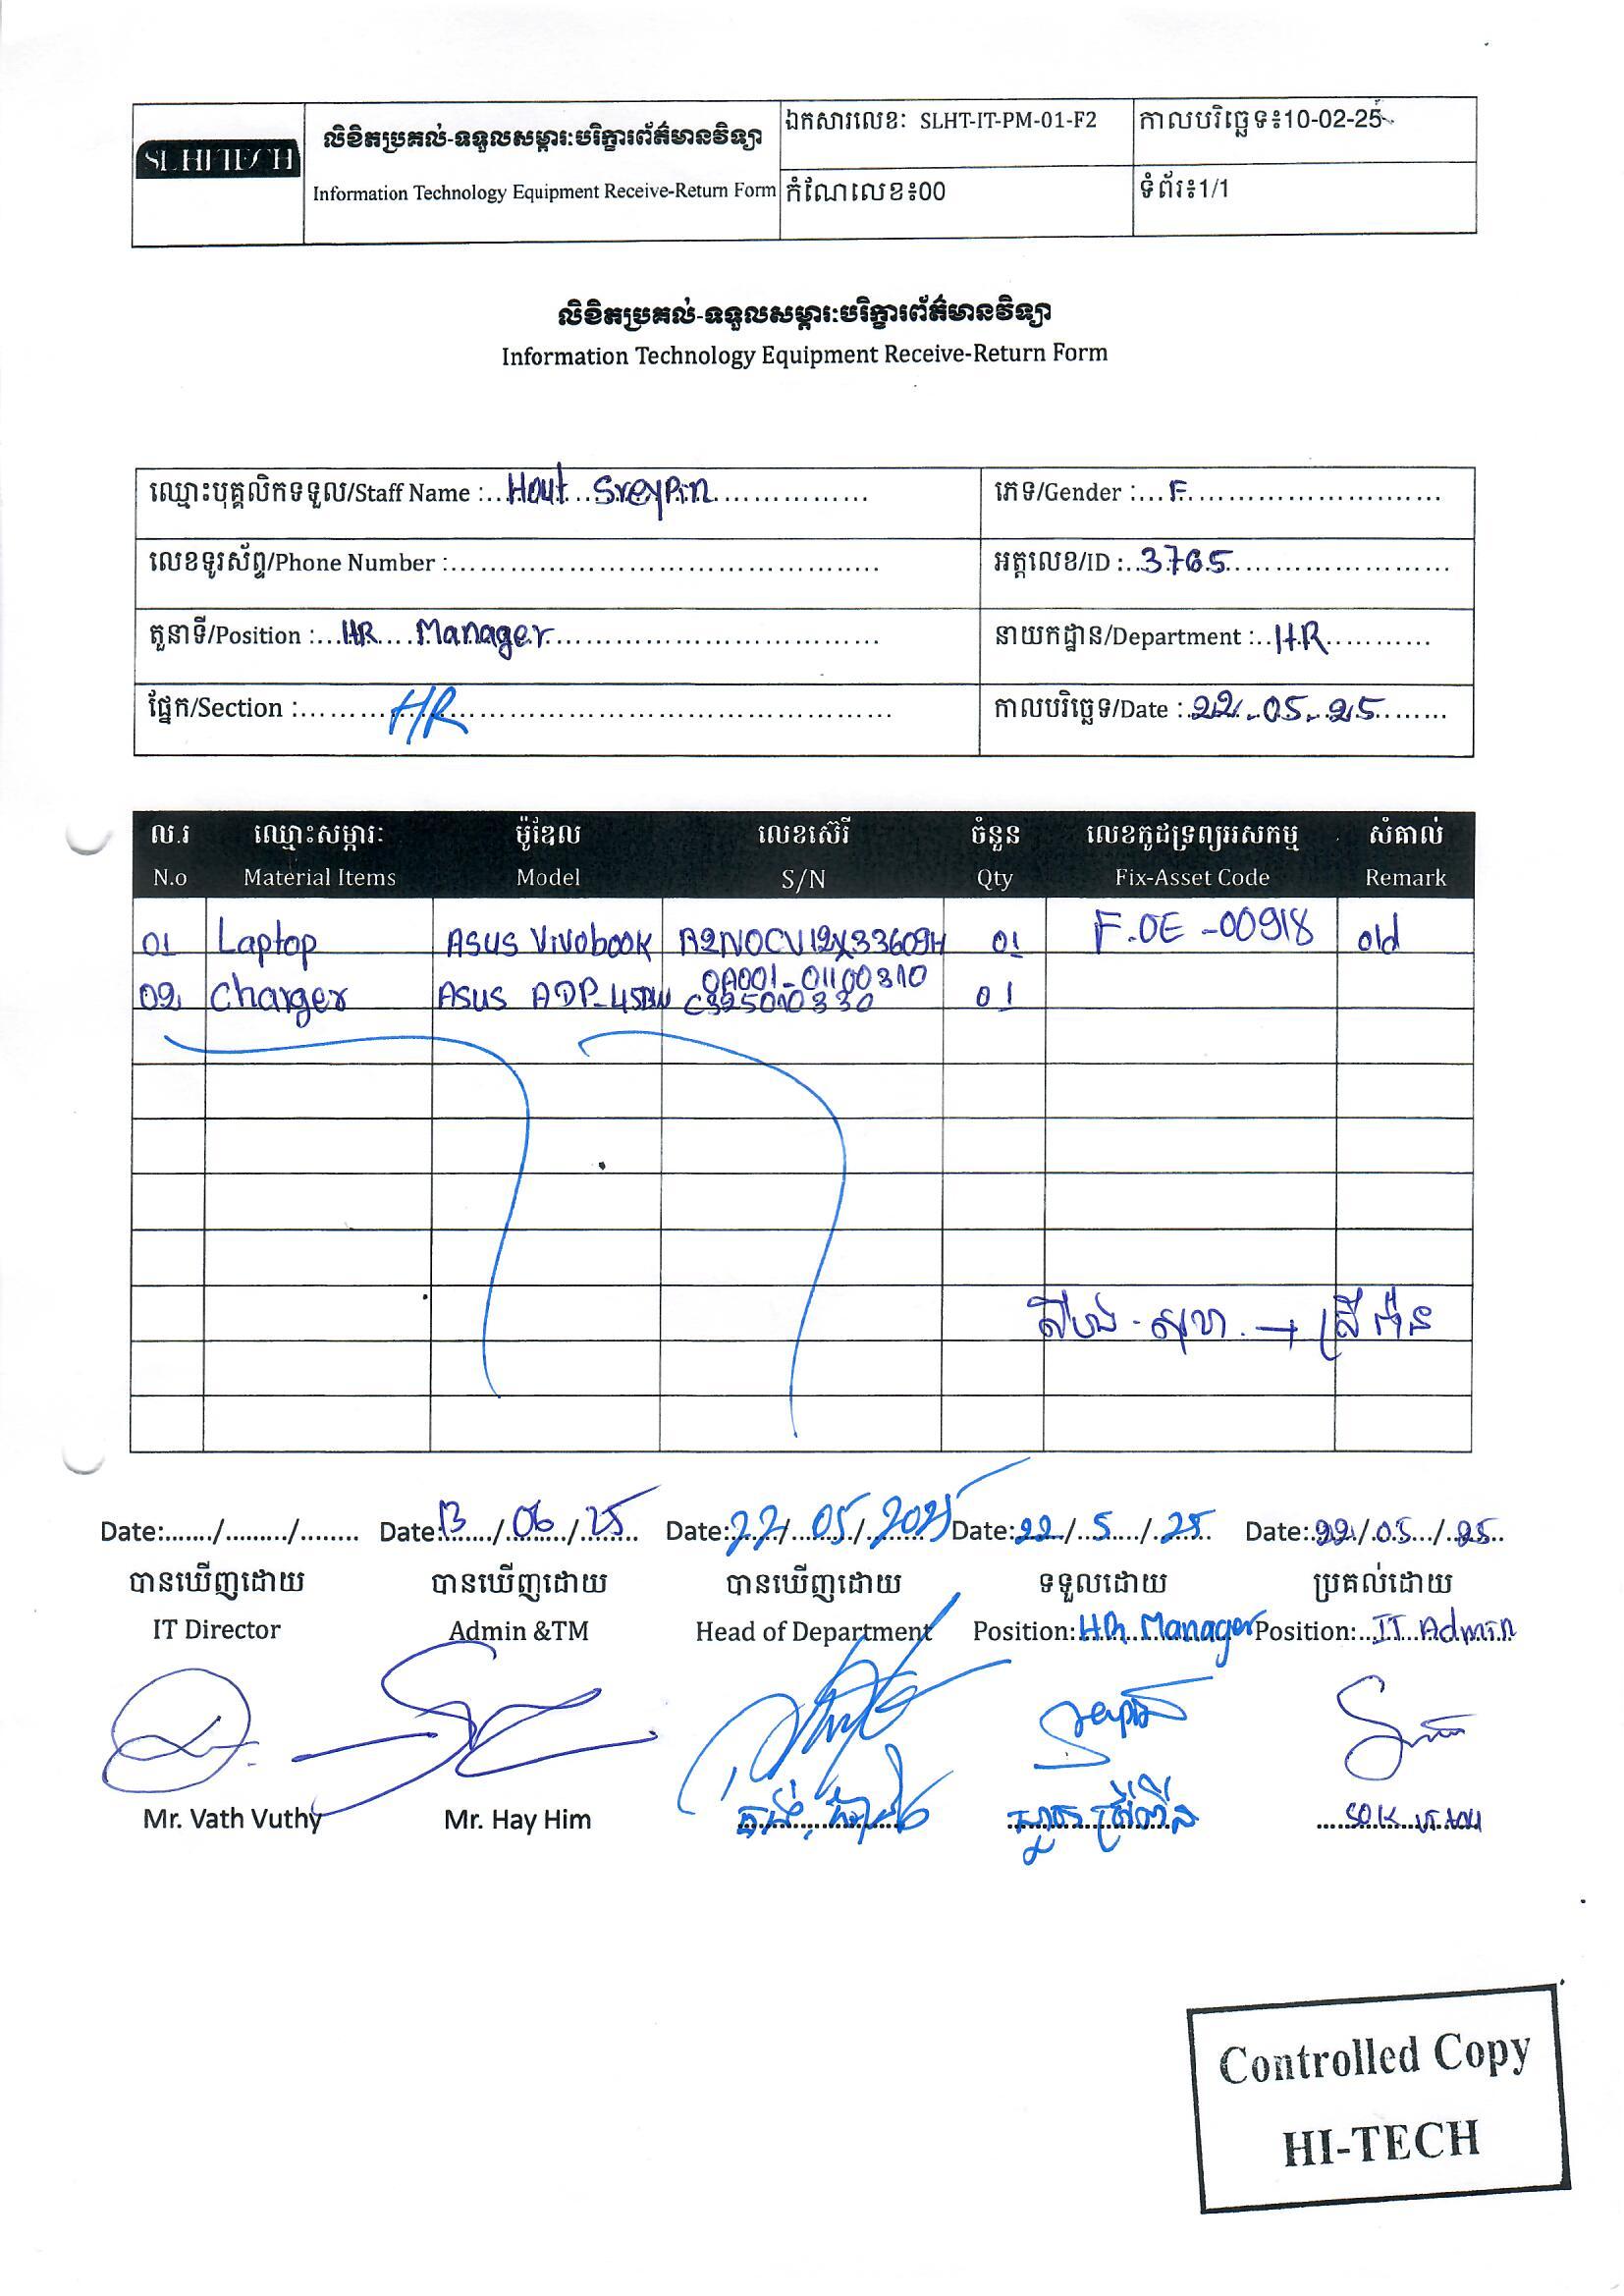 SL HI-TECH
លិខិតប្រគល់-ទទួលសម្ភារៈបរិក្ខារព័ត៌មានវិទ្យា
Information Technology Equipment Receive-Return Form
ឯកសារលេខៈ SLHT-IT-PM-01-F2
កាលបរិច្ឆេទ៖10-02-25
កំណែលេខ៖00
ទំព័រ៖1/1
លិខិតប្រគល់-ទទួលសម្ភារៈបរិក្ខារព័ត៌មានវិទ្យា
Information Technology Equipment Receive-Return Form
ឈ្មោះបុគ្គលិកទទួល/Staff Name : Hout Sreypin
ភេទ/Gender : F
លេខទូរស័ព្ទ/Phone Number :
អត្តលេខ/ID : 3765
តួនាទី/Position : HR Manager
នាយកដ្ឋាន/Department : HR
ផ្នែក/Section : HR
កាលបរិច្ឆេទ/Date : 22.05.25
ល.រ ឈ្មោះសម្ភារៈ ម៉ូឌែល លេខស៊េរី ចំនួន លេខកូដទ្រព្យអសកម្ម សំគាល់
N.o Material Items Model S/N Qty Fix-Asset Code Remark
01 Laptop ASUS Vivobook R2N0CV12X33609H 01 F.OE-00918 old
02 Charger ASUS ADP-45BW 0A001-01100310 01
ស៊ីហេង - សុហ → ស្រីពិន
Date:....../........./........ Date:13/06/25 Date:22/05/2025 Date:22/5/25 Date:22/05/25
បានឃើញដោយ បានឃើញដោយ បានឃើញដោយ ទទួលដោយ ប្រគល់ដោយ
IT Director Admin &TM Head of Department Position: HR Manager Position: IT Admin
Mr. Vath Vuthy Mr. Hay Him
Controlled Copy
HI-TECH